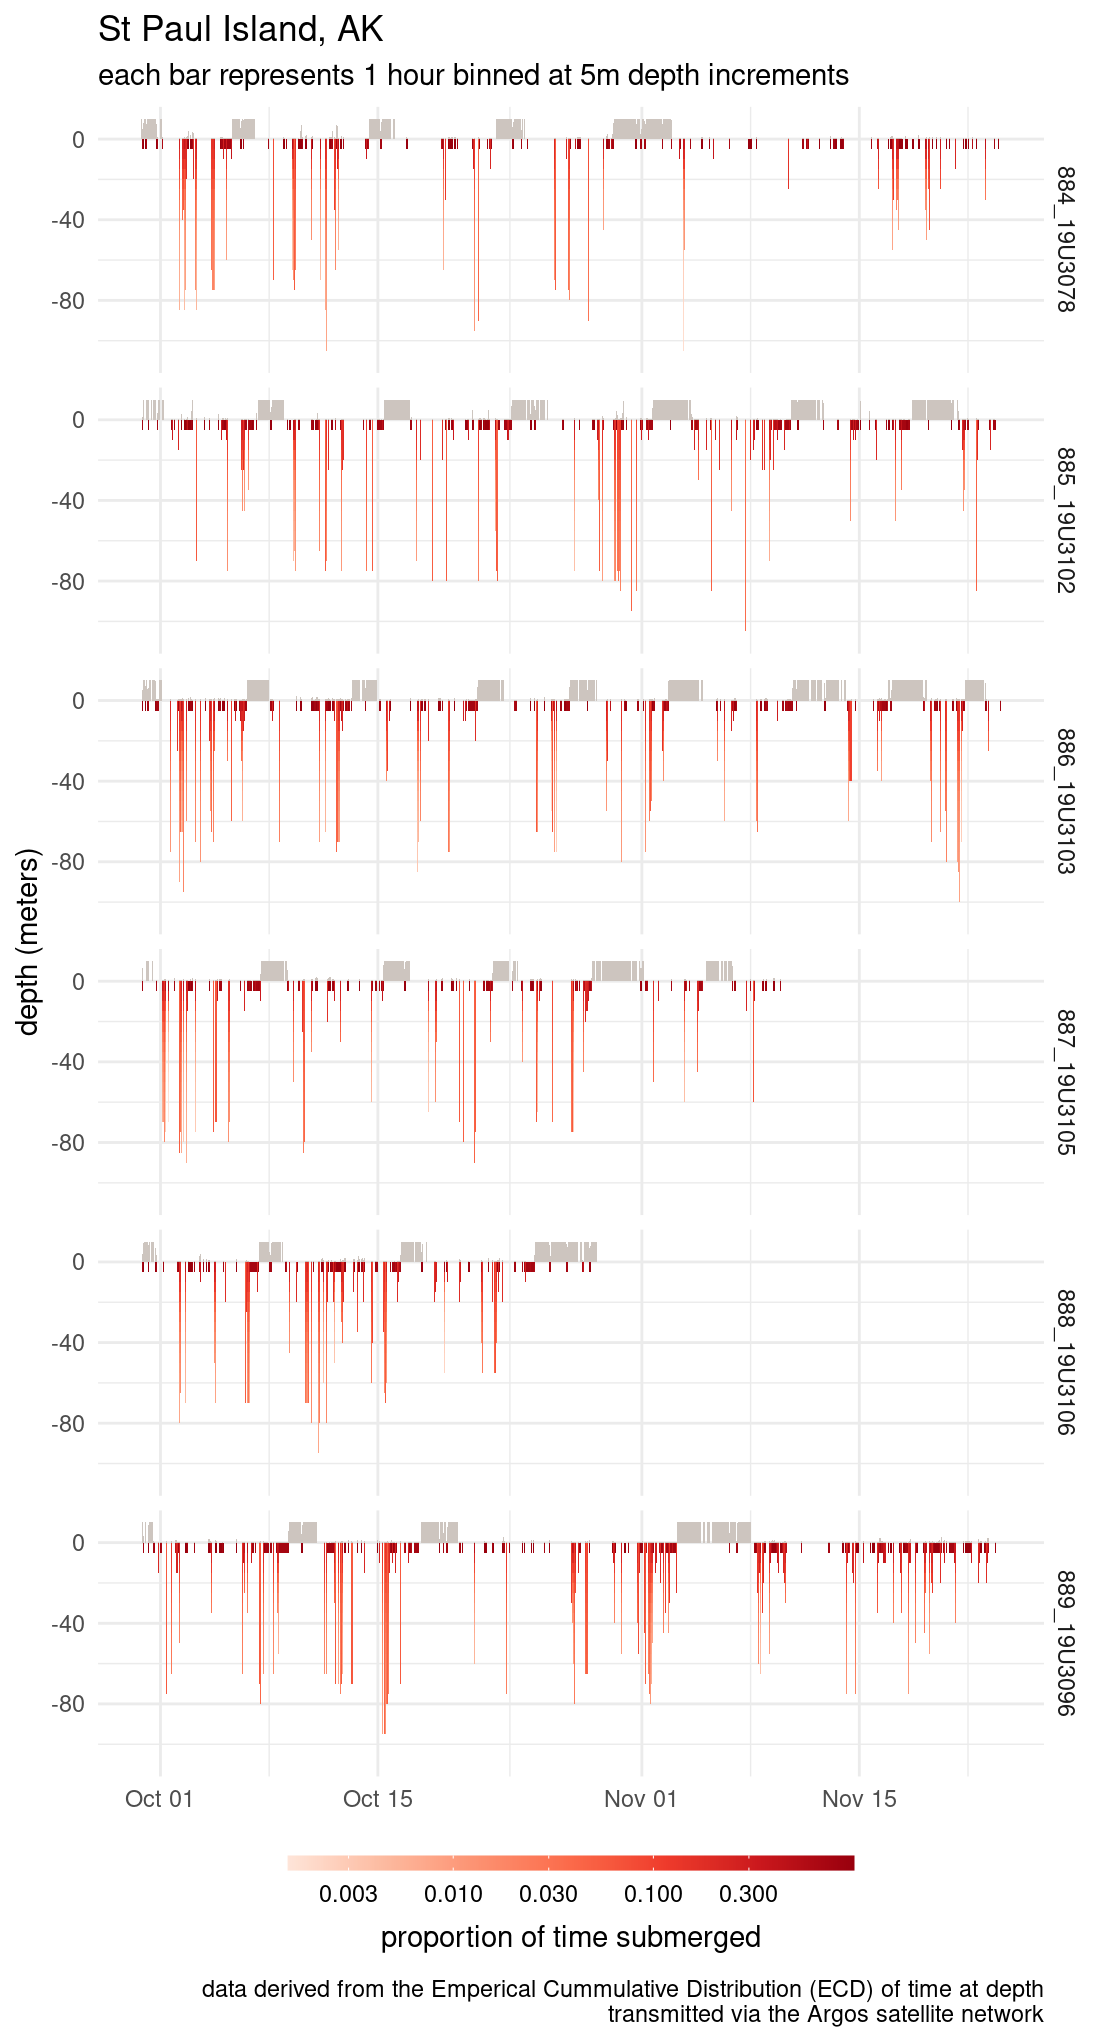 St Paul Island, AK
each bar represents 1 hour binned at 5m depth increments
depth (meters)
0
-40
-80
884_19U3078
0
-40
-80
885_19U3102
0
-40
-80
886_19U3103
0
-40
-80
887_19U3105
0
-40
-80
888_19U3106
0
-40
-80
889_19U3096
Oct 01
Oct 15
Nov 01
Nov 15
0.003
0.010
0.030
0.100
0.300
proportion of time submerged
data derived from the Emperical Cummulative Distribution (ECD) of time at depth
transmitted via the Argos satellite network